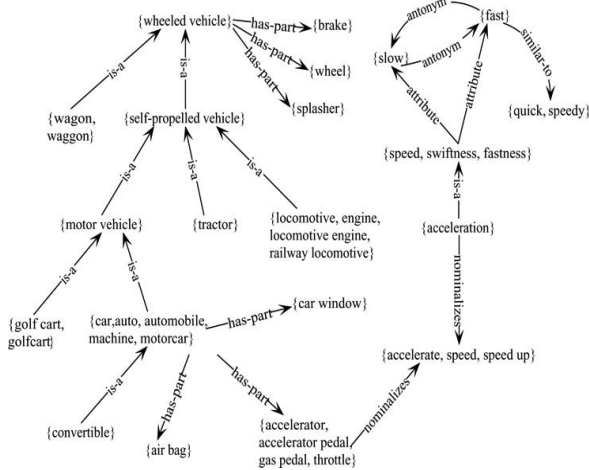 antonym
{fast}
{wheeled vehicle}
has-part
{brake}
has-part
{wheel}
has-part
{splasher}
{slow}
antonym
similar-to
is-a
is-a
attribute
attribute
{quick, speedy}
{wagon,
waggon}
{self-propelled vehicle}
{speed, swiftness, fastness}
is-a
is-a
is-a
is-a
{motor vehicle}
{tractor}
{locomotive, engine,
locomotive engine,
railway locomotive}
{acceleration}
is-a
is-a
nominalizes
{car window}
{golf cart,
golfcart}
{car,auto, automobile,
machine, motorcar}
has-part
{accelerate, speed, speed up}
is-a
has-part
has-part
nominalizes
{convertible}
{air bag}
{accelerator,
accelerator pedal,
gas pedal, throttle}